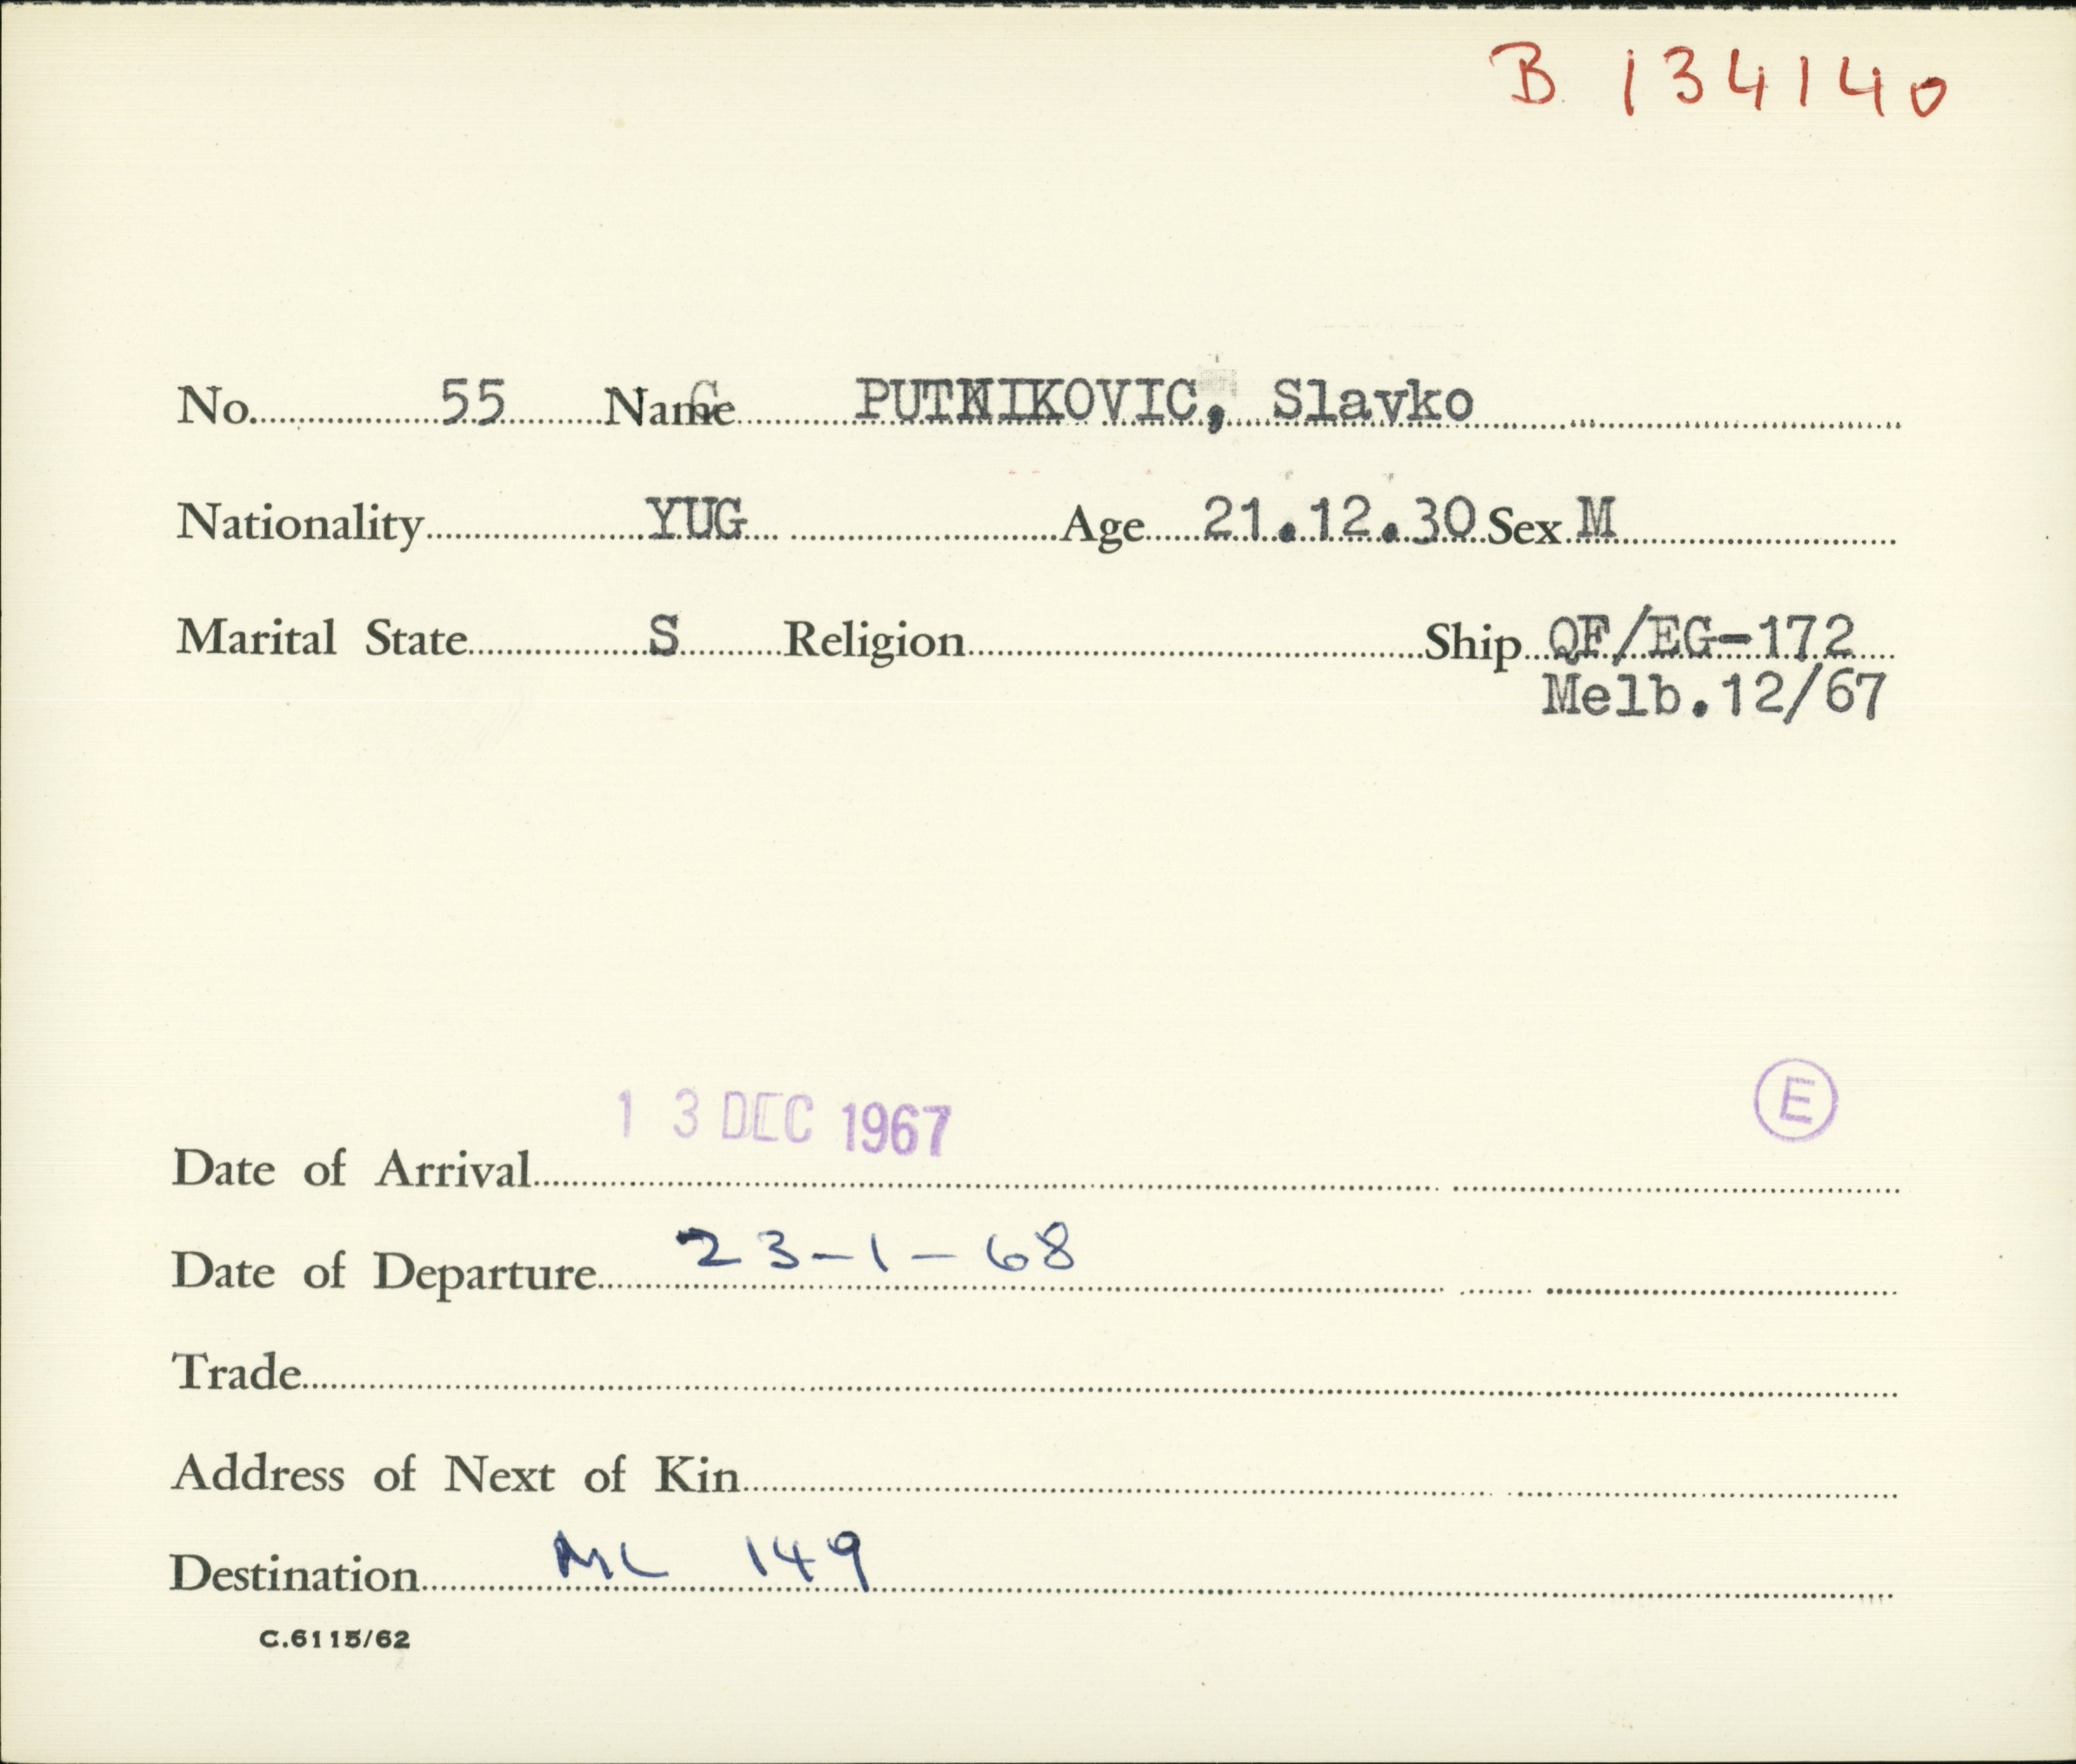 B 134140
No. 55 Name PUTNIKOVIC, Slavko
Nationality YUG Age 21.12.30 Sex M
Marital State S Religion Ship QF/EG-172
Melb.12/67
E
13 DEC 1967
Date of Arrival
Date of Departure 23-1-68
Trade
Address of Next of Kin
Destination ML 149
C.6115/62